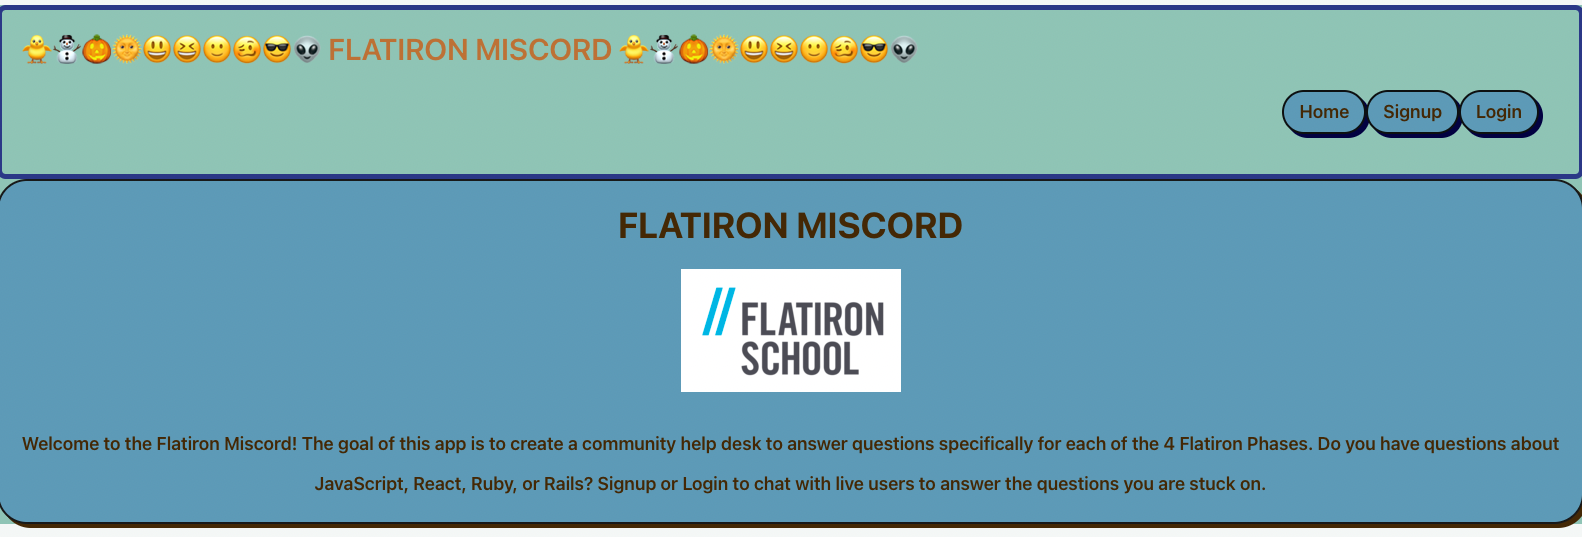 🐥⛄🎃🌞😃😆🙂🥴😎👽 FLATIRON MISCORD 🐥⛄🎃🌞😃😆🙂🥴😎👽
Home Signup Login
FLATIRON MISCORD
// FLATIRON
SCHOOL
Welcome to the Flatiron Miscord! The goal of this app is to create a community help desk to answer questions specifically for each of the 4 Flatiron Phases. Do you have questions about
JavaScript, React, Ruby, or Rails? Signup or Login to chat with live users to answer the questions you are stuck on.